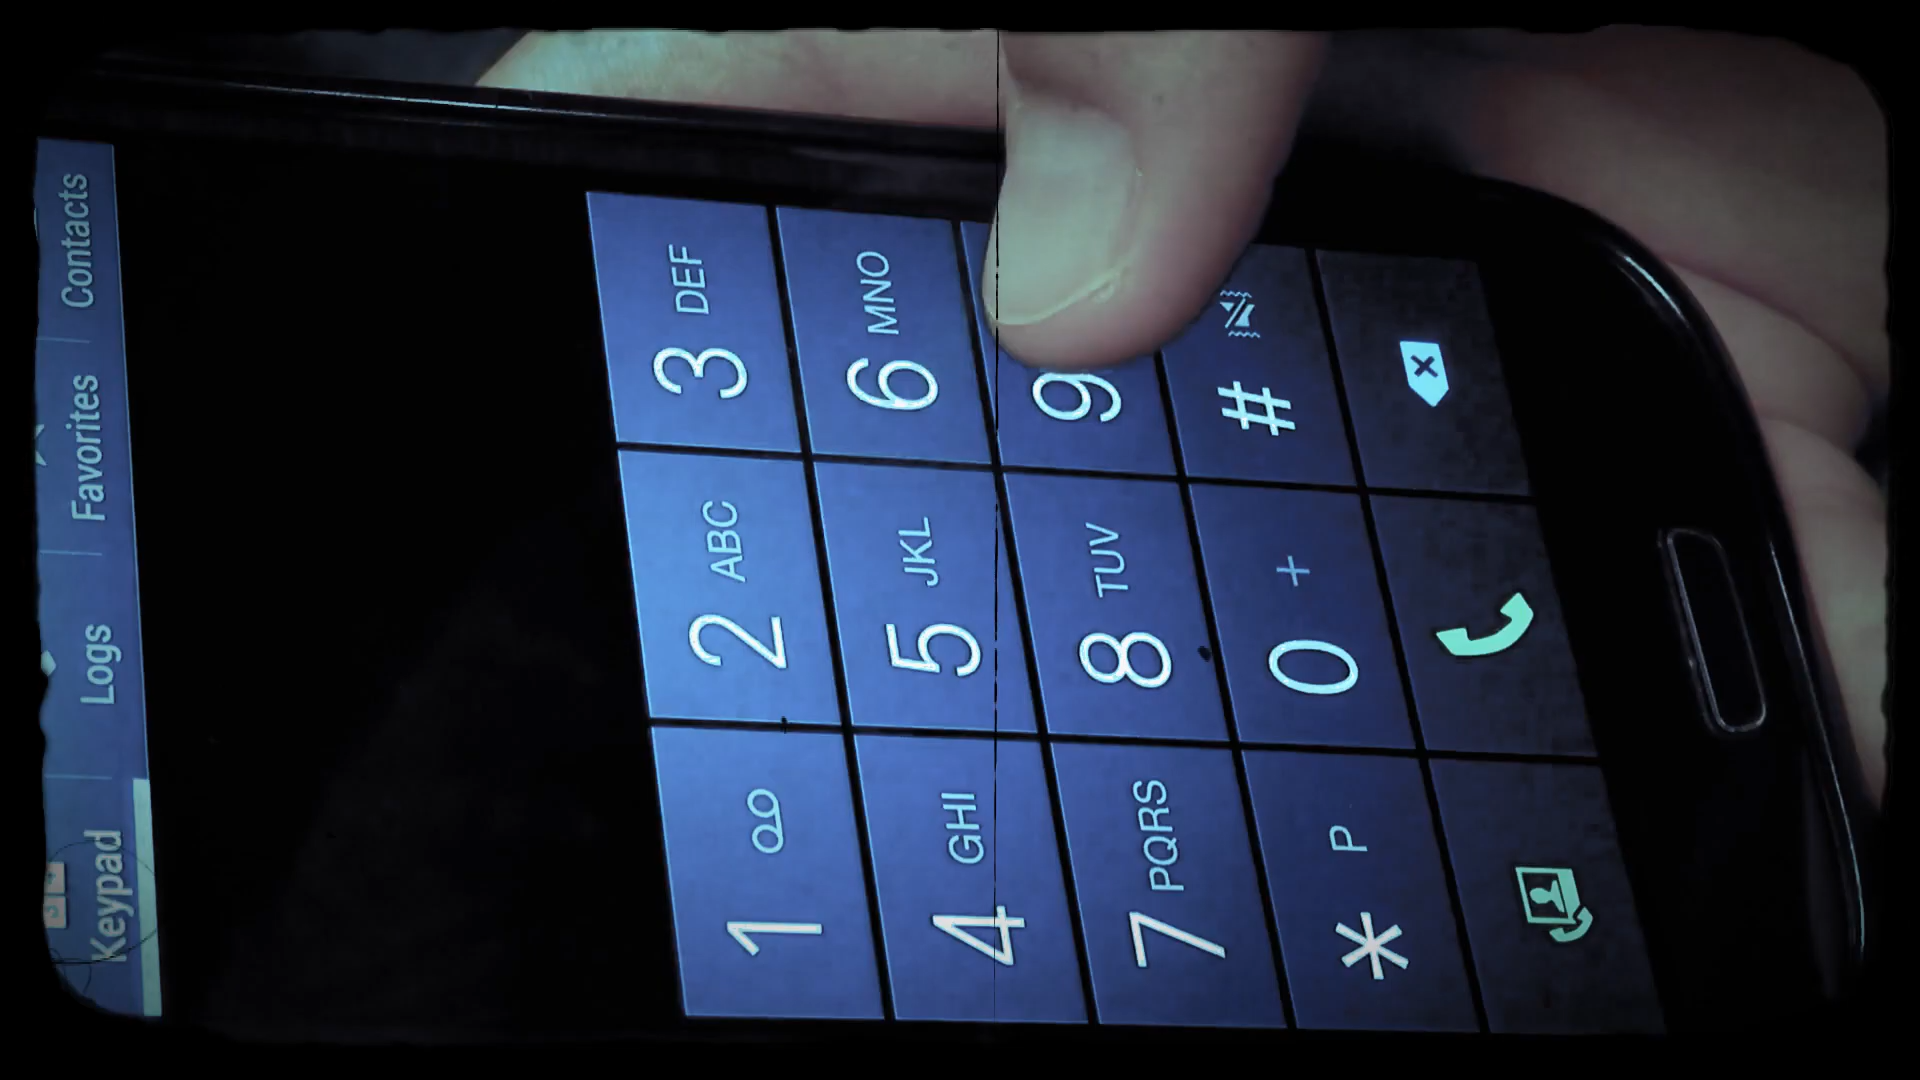 Keypad
Logs
Favorites
Contacts
1
2 ABC
3 DEF
4 GHI
5 JKL
6 MNO
7 PQRS
8 TUV
9
* P
0 +
#